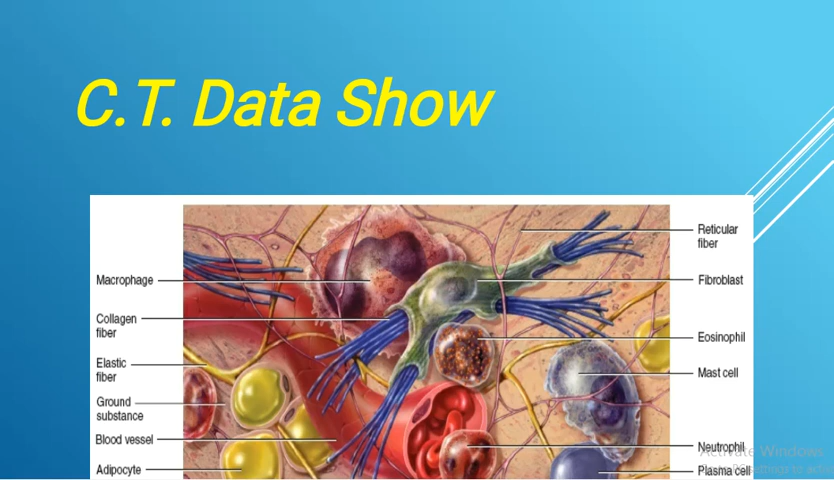 C.T. Data Show
Macrophage
Collagen
fiber
Elastic
fiber
Ground
substance
Blood vessel
Adipocyte
Reticular
fiber
Fibroblast
Eosinophil
Mast cell
Neutrophil
Plasma cell
Activate Windows